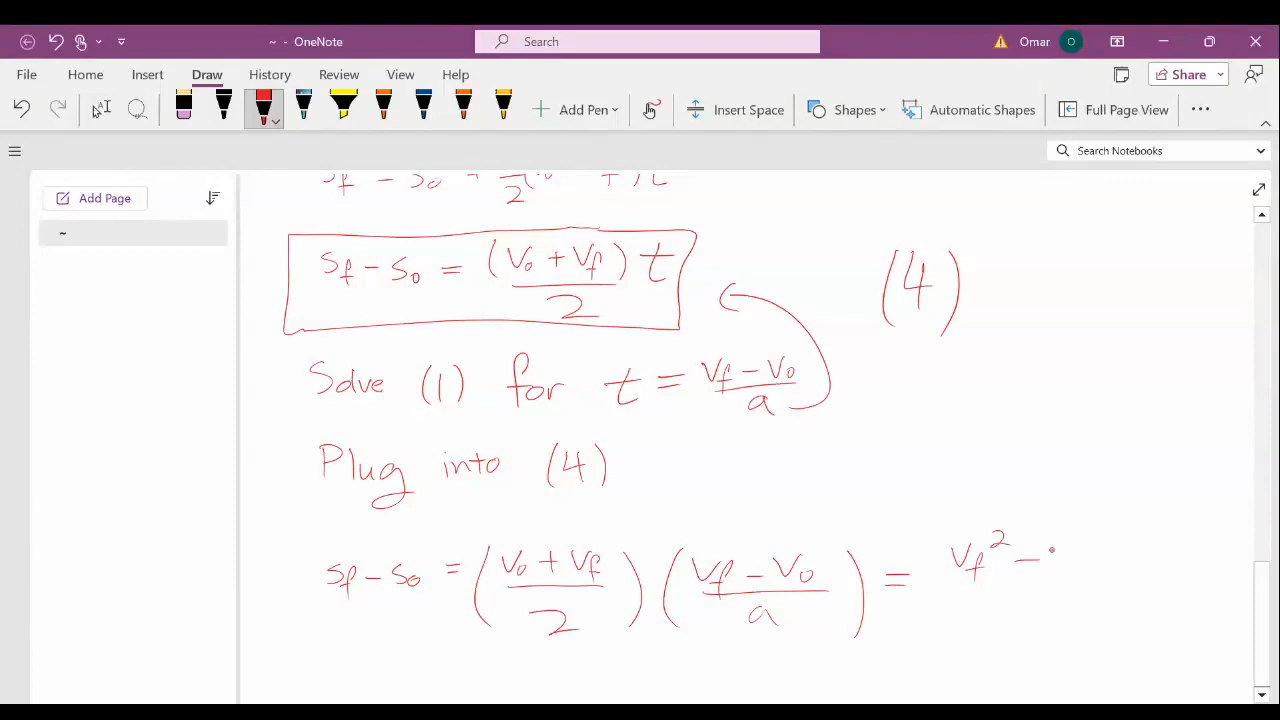 ~ - OneNote
Search
Omar O
File Home Insert Draw History Review View Help
Share
Add Pen
Insert Space
Shapes
Automatic Shapes
Full Page View
Search Notebooks
Add Page
~
sf - so = (vo + vf)/2 t (4)
Solve (1) for t = (vf - vo)/a
Plug into (4)
sf - so = ((vo + vf)/2) ((vf - vo)/a) = vf² -